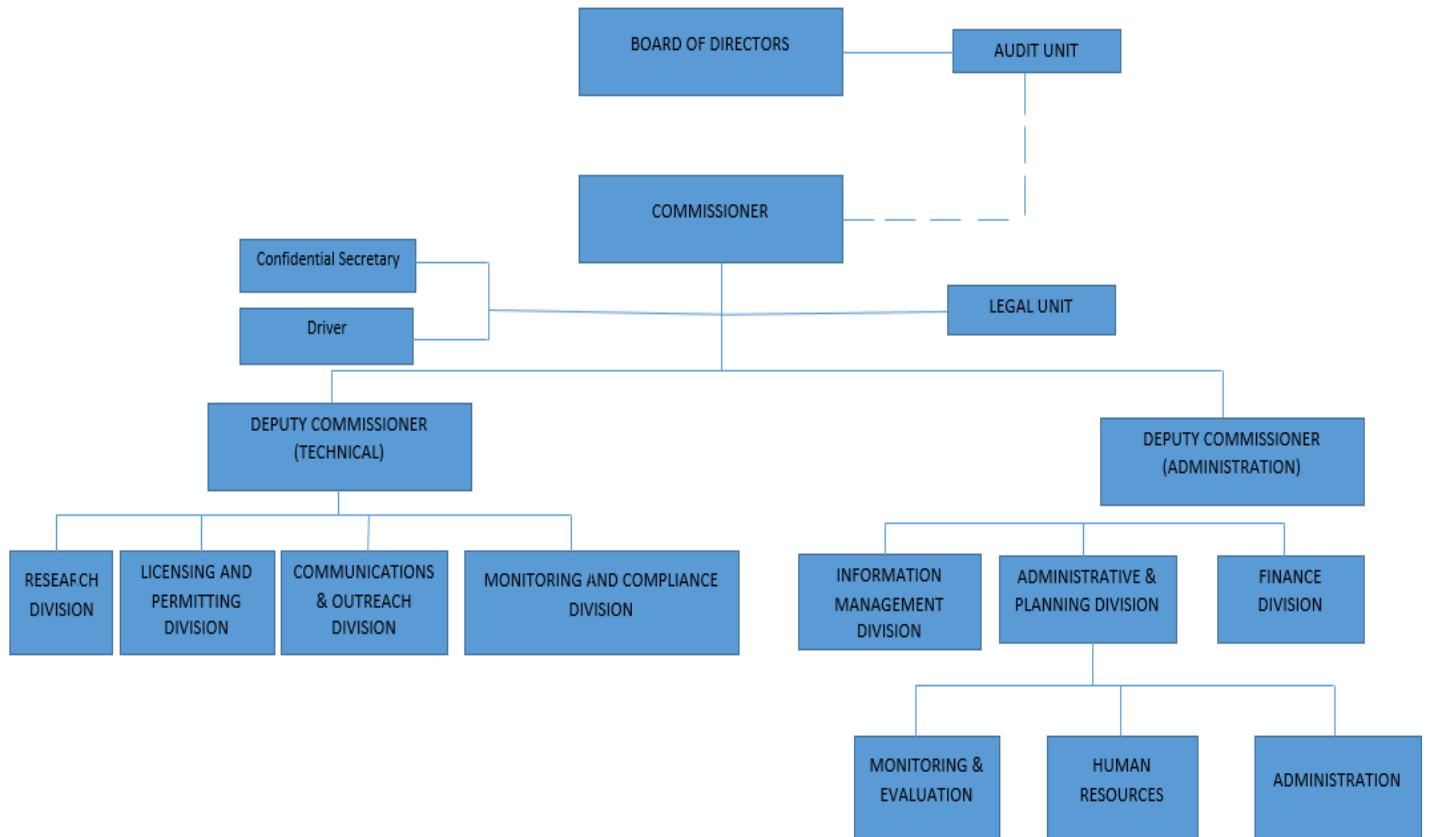 BOARD OF DIRECTORS
AUDIT UNIT
COMMISSIONER
Confidential Secretary
Driver
LEGAL UNIT
DEPUTY COMMISSIONER
(TECHNICAL)
DEPUTY COMMISSIONER
(ADMINISTRATION)
RESEARCH
DIVISION
LICENSING AND
PERMITTING
DIVISION
COMMUNICATIONS
& OUTREACH
DIVISION
MONITORING AND COMPLIANCE
DIVISION
INFORMATION
MANAGEMENT
DIVISION
ADMINISTRATIVE &
PLANNING DIVISION
FINANCE
DIVISION
MONITORING &
EVALUATION
HUMAN
RESOURCES
ADMINISTRATION